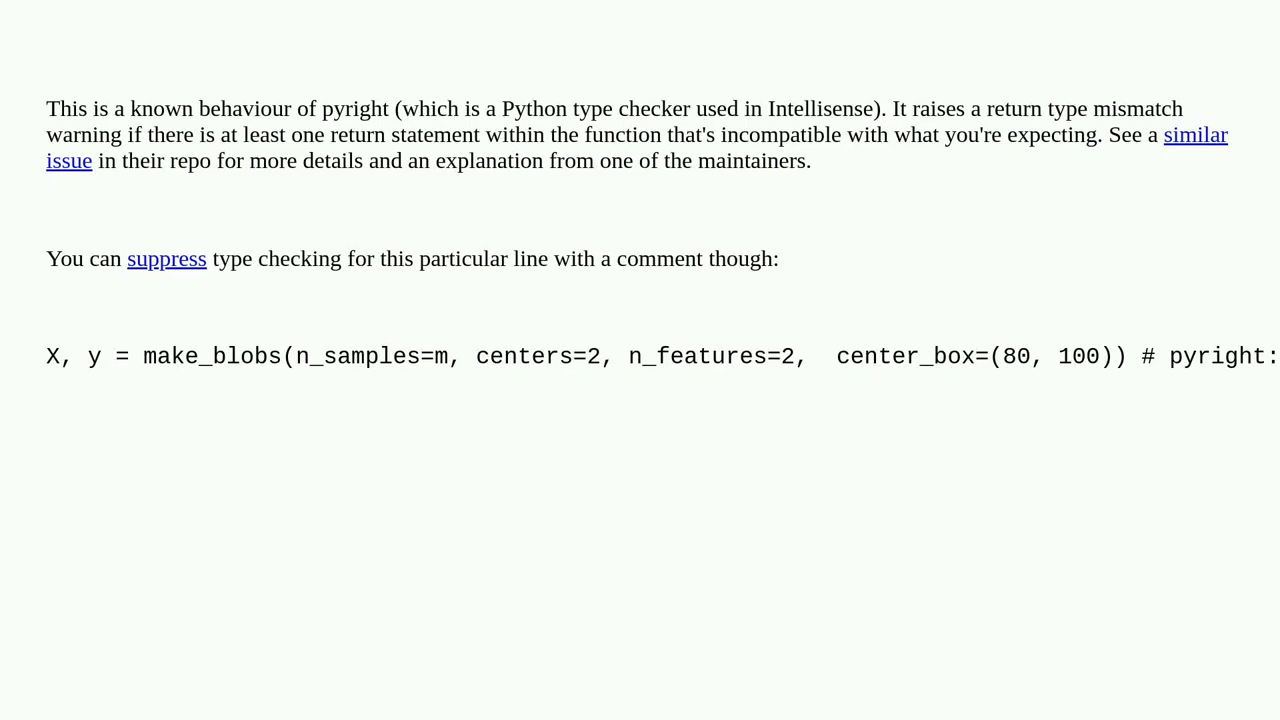 This is a known behaviour of pyright (which is a Python type checker used in Intellisense). It raises a return type mismatch
warning if there is at least one return statement within the function that's incompatible with what you're expecting. See a similar
issue in their repo for more details and an explanation from one of the maintainers.
You can suppress type checking for this particular line with a comment though:
X, y = make_blobs(n_samples=m, centers=2, n_features=2,  center_box=(80, 100)) # pyright: